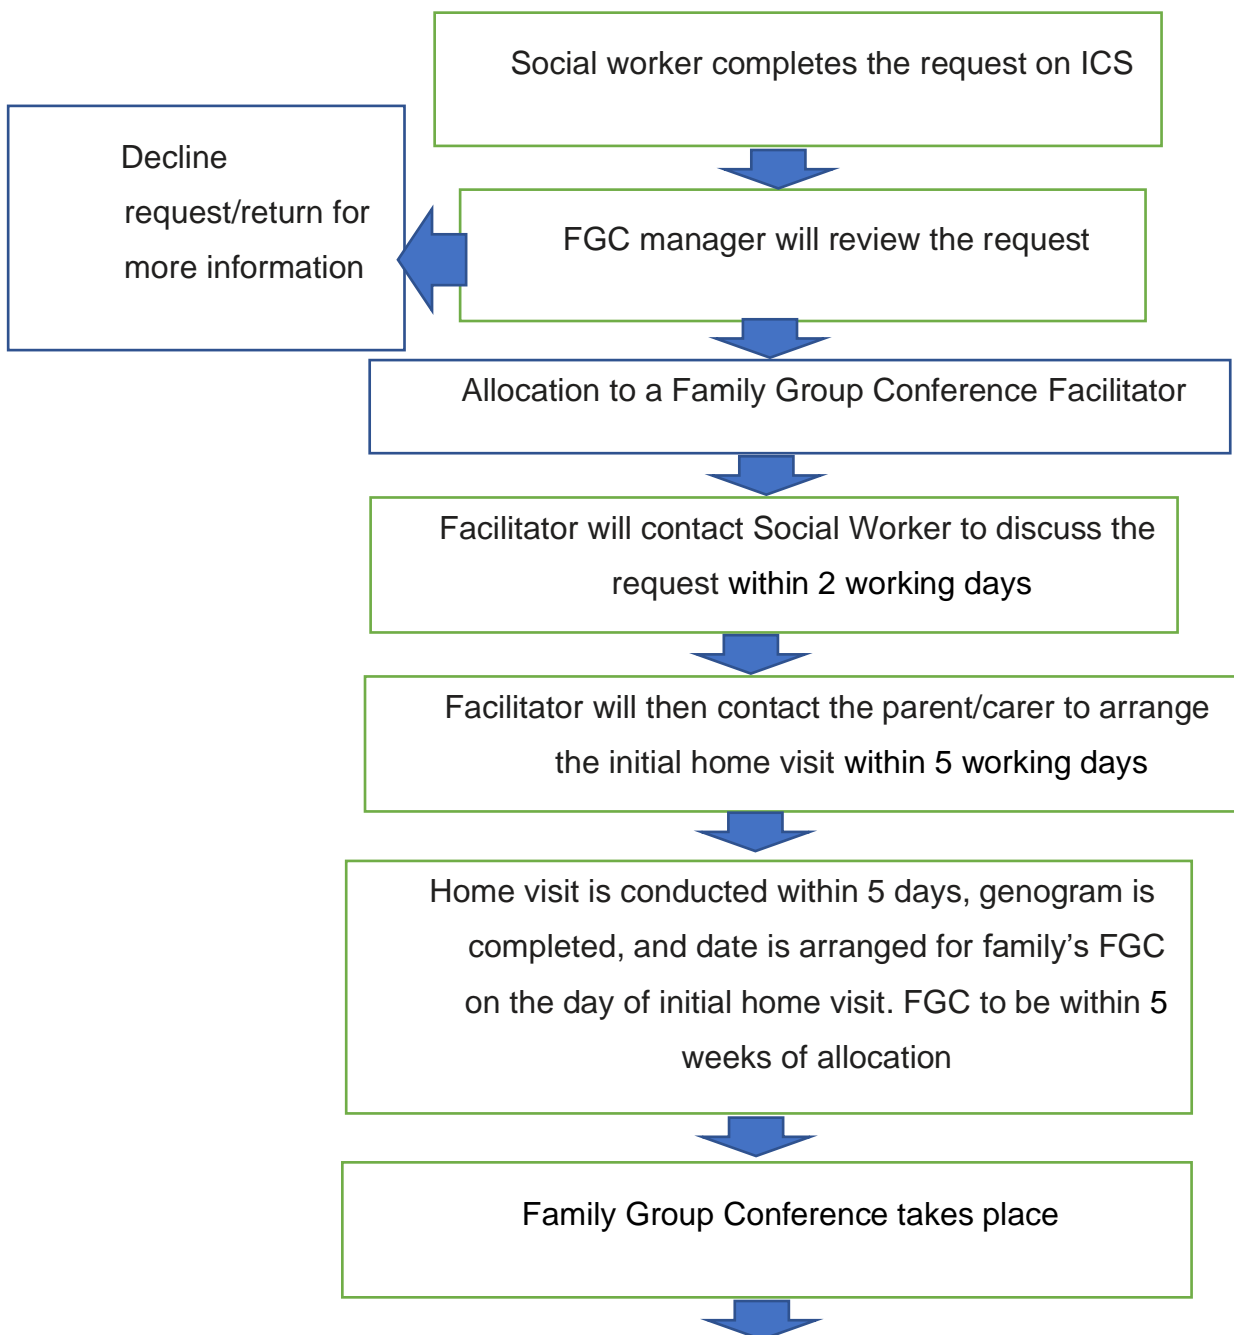 Social worker completes the request on ICS
Decline
request/return for
more information
FGC manager will review the request
Allocation to a Family Group Conference Facilitator
Facilitator will contact Social Worker to discuss the
request within 2 working days
Facilitator will then contact the parent/carer to arrange
the initial home visit within 5 working days
Home visit is conducted within 5 days, genogram is
completed, and date is arranged for family’s FGC
on the day of initial home visit. FGC to be within 5
weeks of allocation
Family Group Conference takes place